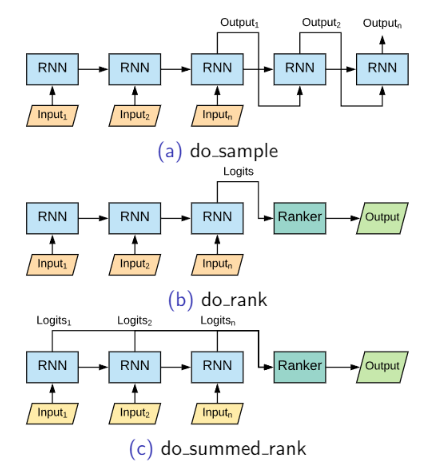 Output₁ Output₂ Outputₙ
RNN RNN RNN RNN RNN
Input₁ Input₂ Inputₙ
(a) do_sample
Logits
RNN RNN RNN Ranker Output
Input₁ Input₂ Inputₙ
(b) do_rank
Logits₁ Logits₂ Logitsₙ
RNN RNN RNN Ranker Output
Input₁ Input₂ Inputₙ
(c) do_summed_rank